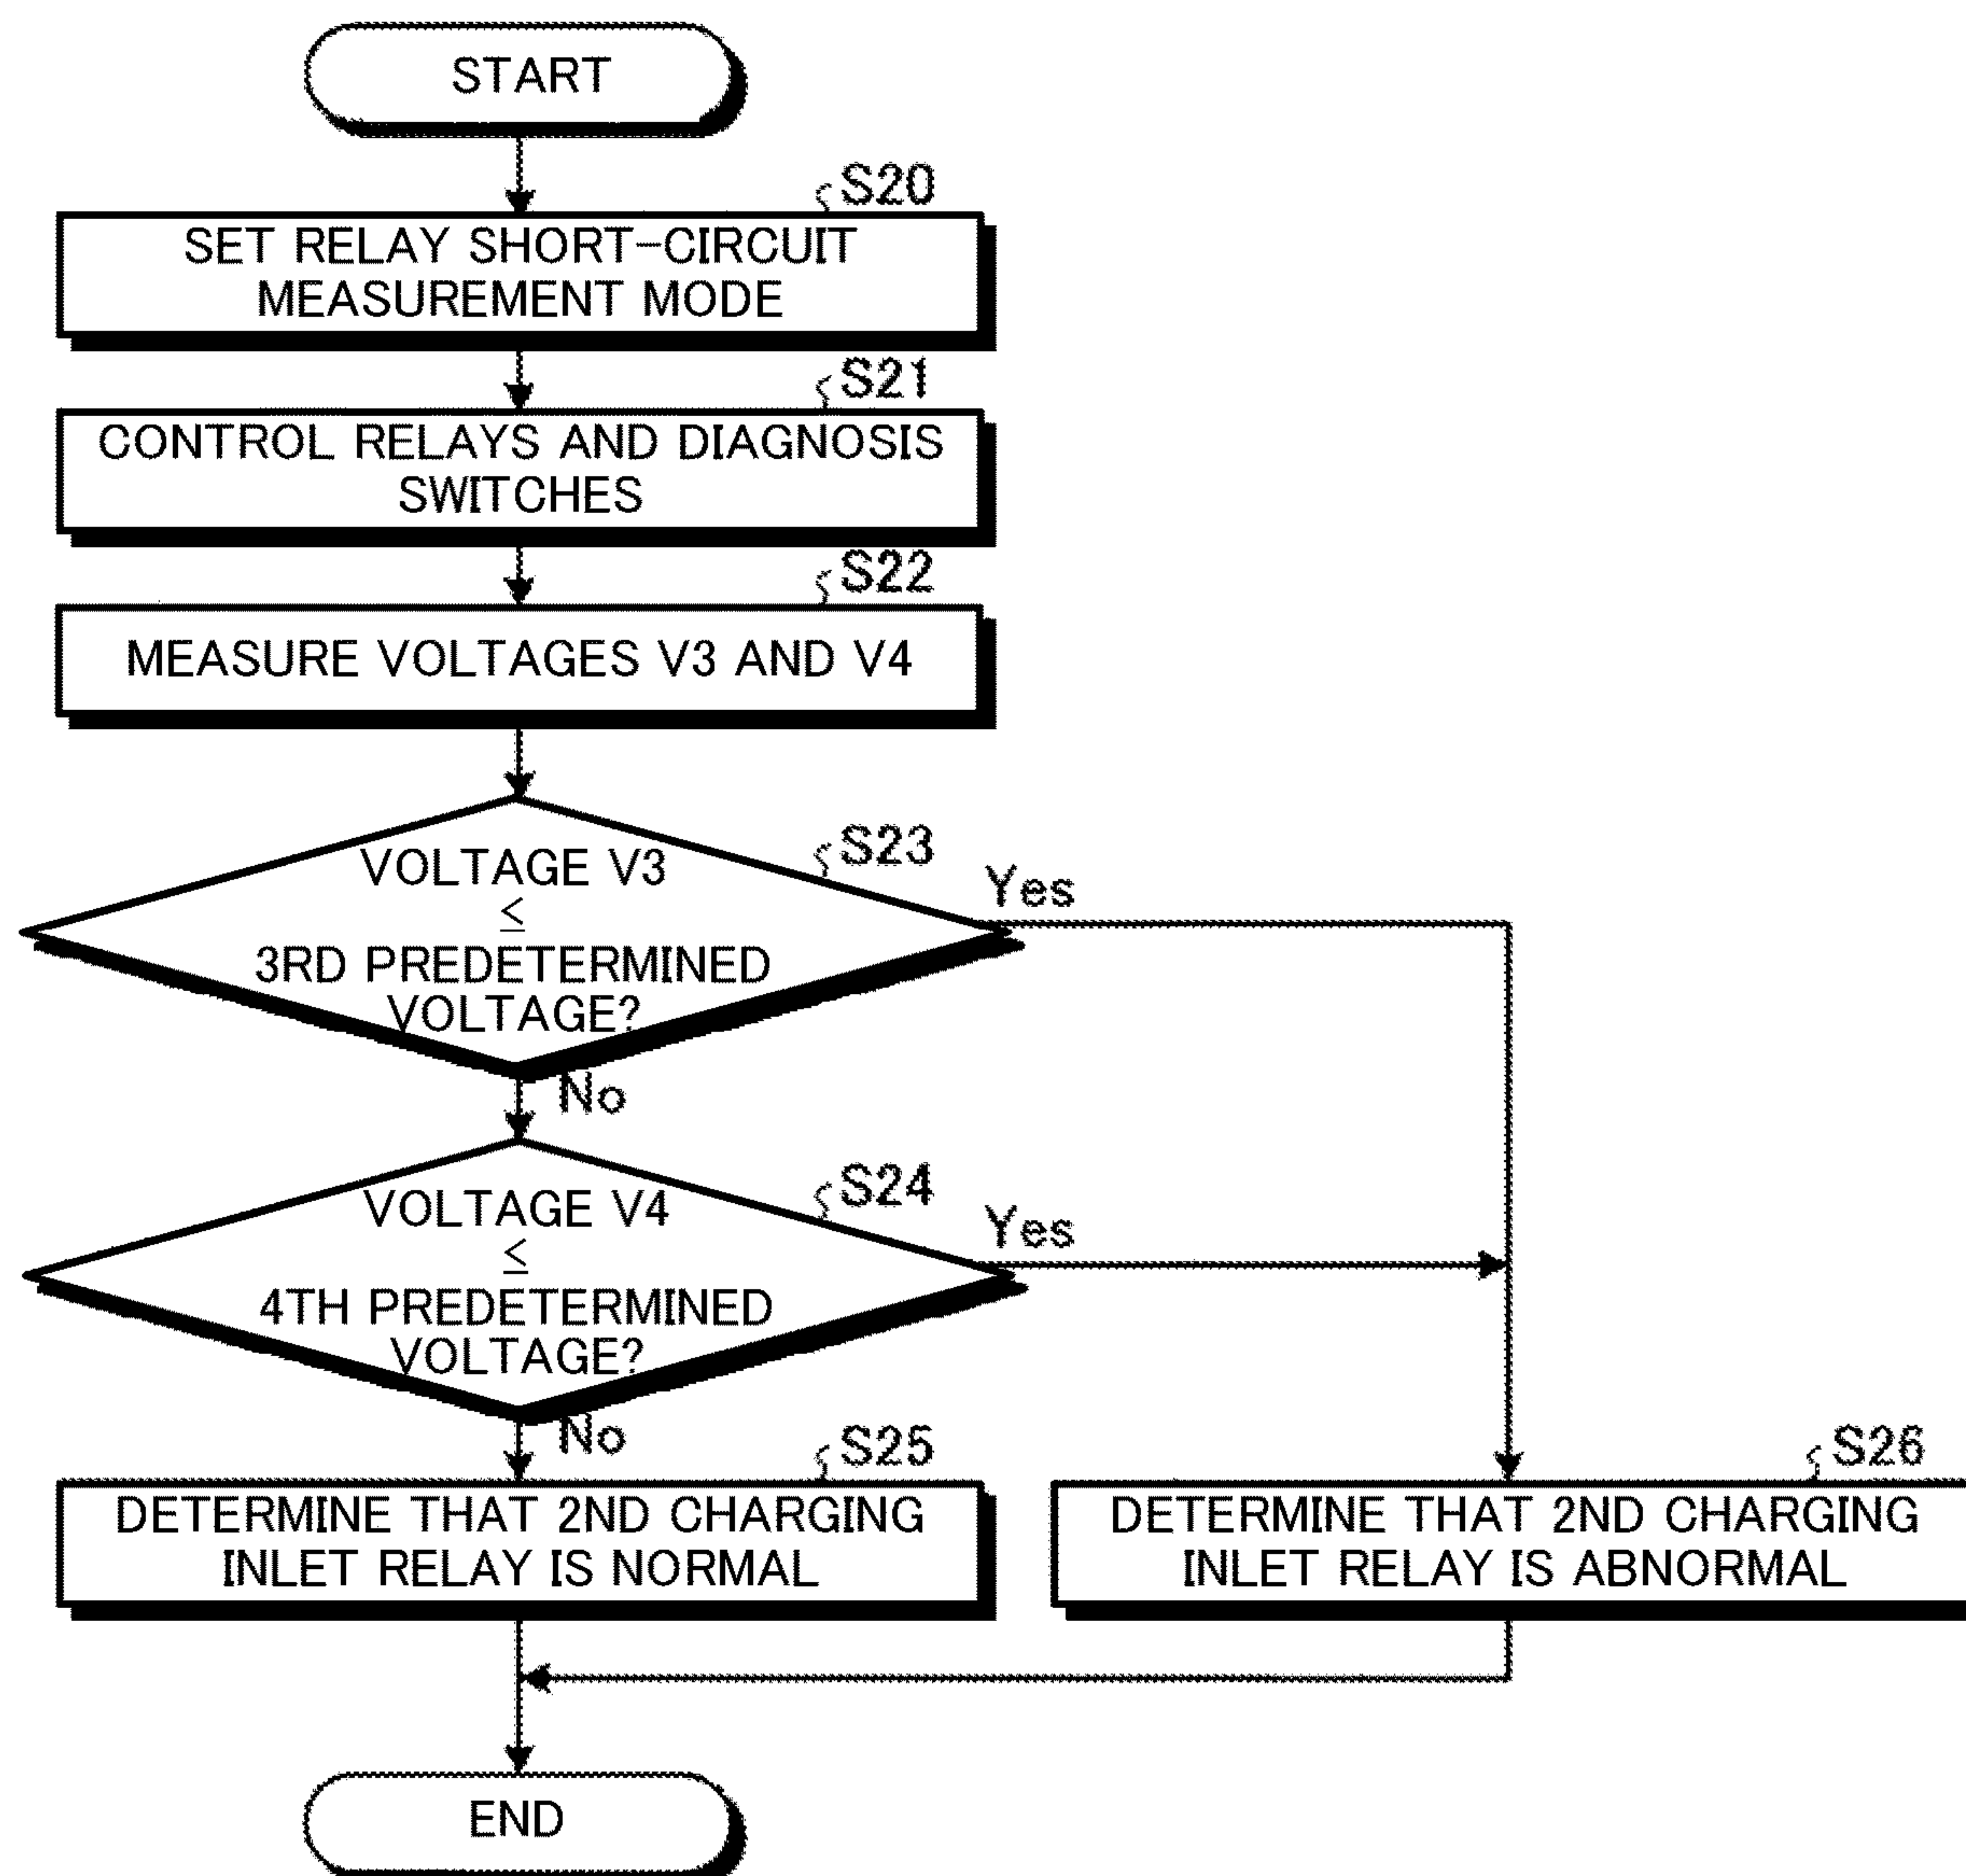 START
S20
SET RELAY SHORT-CIRCUIT
MEASUREMENT MODE
S21
CONTROL RELAYS AND DIAGNOSIS
SWITCHES
S22
MEASURE VOLTAGES V3 AND V4
S23
VOLTAGE V3
≤
3RD PREDETERMINED
VOLTAGE?
Yes
No
S24
VOLTAGE V4
≤
4TH PREDETERMINED
VOLTAGE?
Yes
No
S25
DETERMINE THAT 2ND CHARGING
INLET RELAY IS NORMAL
S26
DETERMINE THAT 2ND CHARGING
INLET RELAY IS ABNORMAL
END